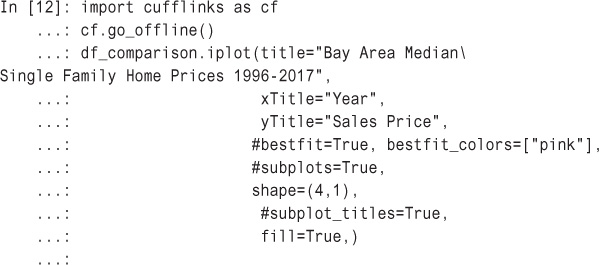 In [12]: import cufflinks as cf
    ...: cf.go_offline()
    ...: df_comparison.iplot(title="Bay Area Median\
Single Family Home Prices 1996-2017",
    ...:                    xTitle="Year",
    ...:                    yTitle="Sales Price",
    ...:                   #bestfit=True, bestfit_colors=["pink"],
    ...:                   #subplots=True,
    ...:                   shape=(4,1),
    ...:                    #subplot_titles=True,
    ...:                    fill=True,)
    ...: